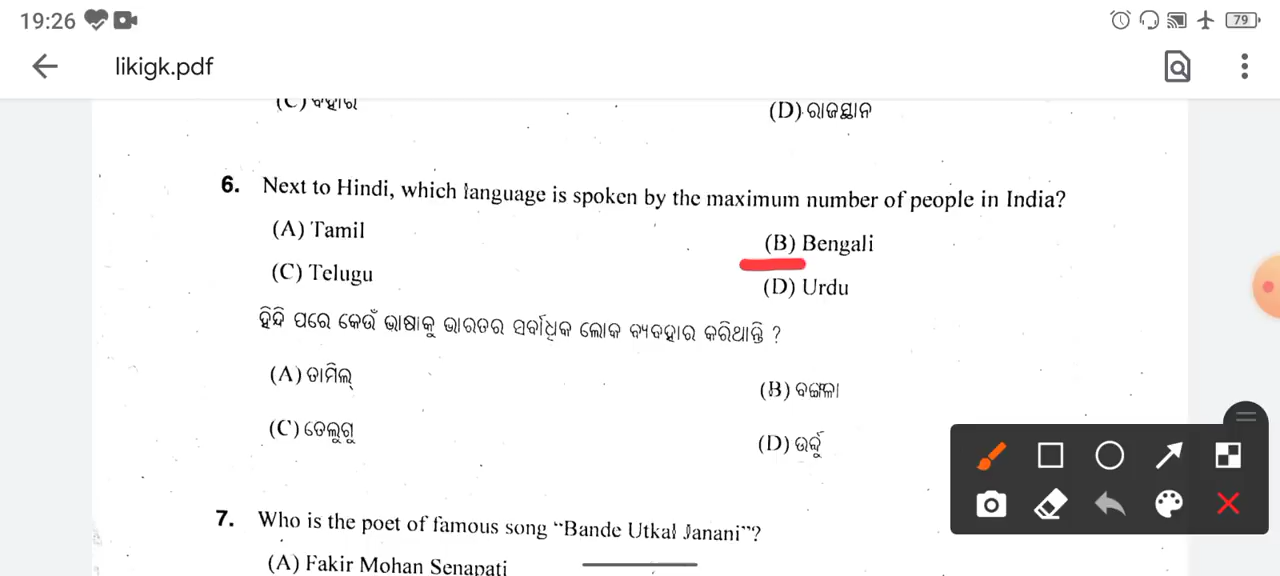 19:26
79
likigk.pdf
(C) ବିହାର
(D) ରାଜସ୍ଥାନ
6. Next to Hindi, which language is spoken by the maximum number of people in India?
(A) Tamil
(B) Bengali
(C) Telugu
(D) Urdu
ହିନ୍ଦି ପରେ କେଉଁ ଭାଷାକୁ ଭାରତର ସର୍ବାଧିକ ଲୋକ ବ୍ୟବହାର କରିଥାନ୍ତି ?
(A) ତାମିଲ୍
(B) ବଙ୍ଗଳା
(C) ତେଲୁଗୁ
(D) ଉର୍ଦ୍ଦୁ
7. Who is the poet of famous song “Bande Utkal Janani”?
(A) Fakir Mohan Senapati